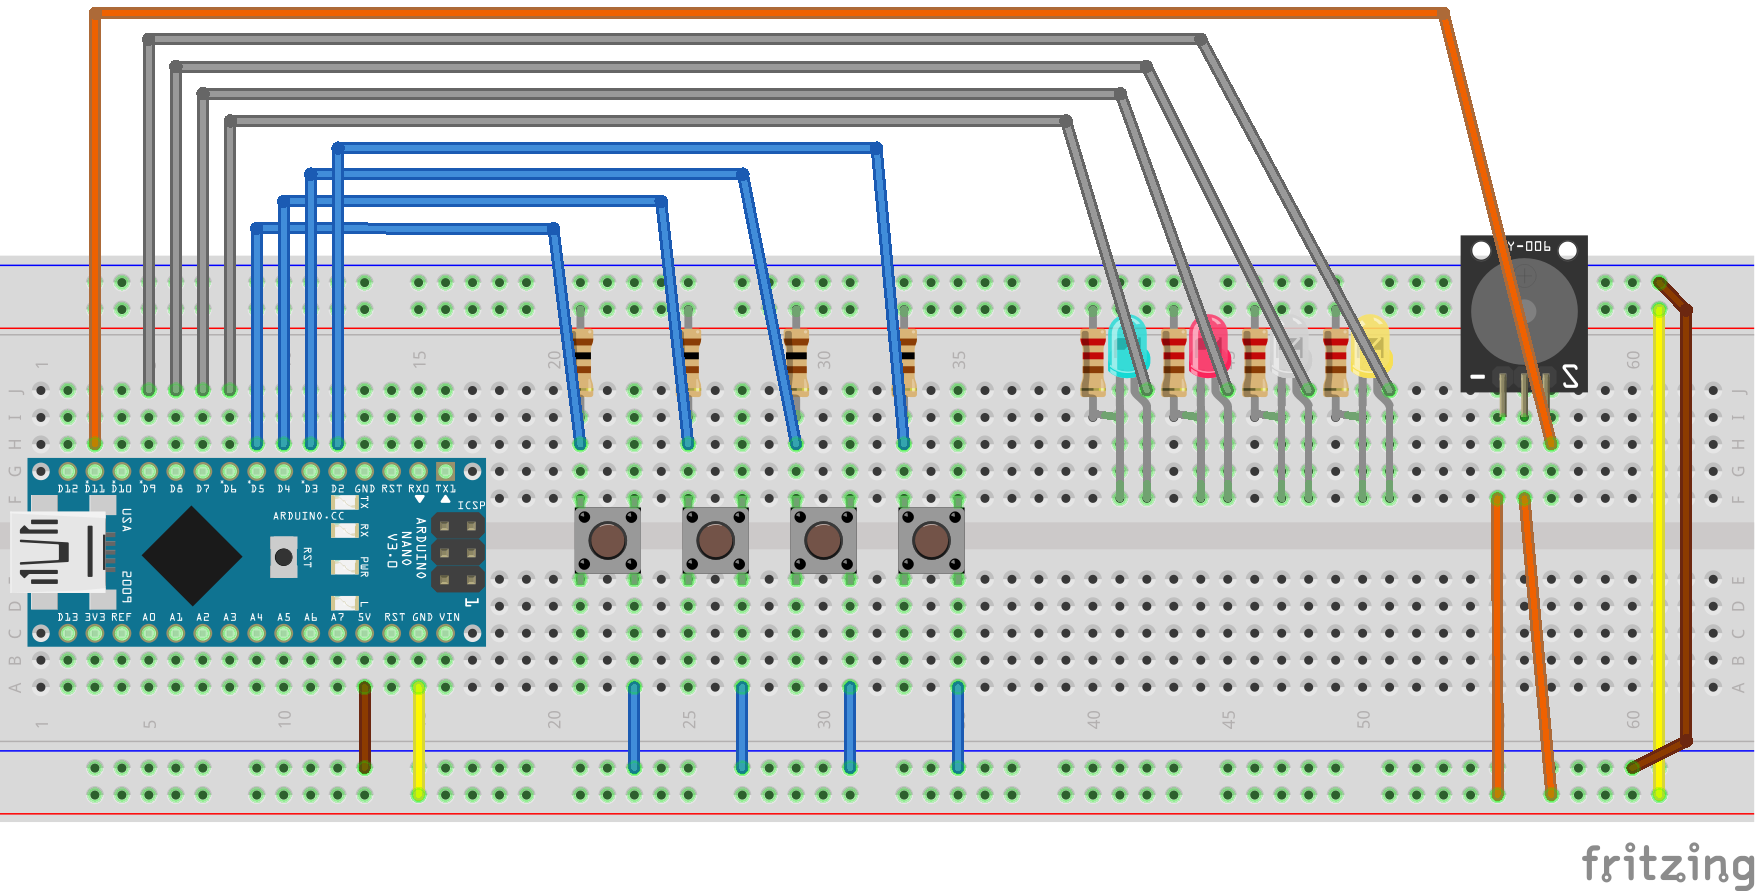 Y-006
- S
1 15 20 30 35 45 60
J J
I I
H H
G G
F F
D12 D11 D10 D9 D8 D7 D6 D5 D4 D3 D2 GND RST RX0 TX1
USA
2009
ARDUINO.CC
RST
TX
RX
PWR
L
ARDUINO
NANO
V3.0
ICSP
1
D13 3V3 REF A0 A1 A2 A3 A4 A5 A6 A7 5V RST GND VIN
E
D D
C C
B B
A A
1 5 10 20 25 30 40 45 50 60
fritzing